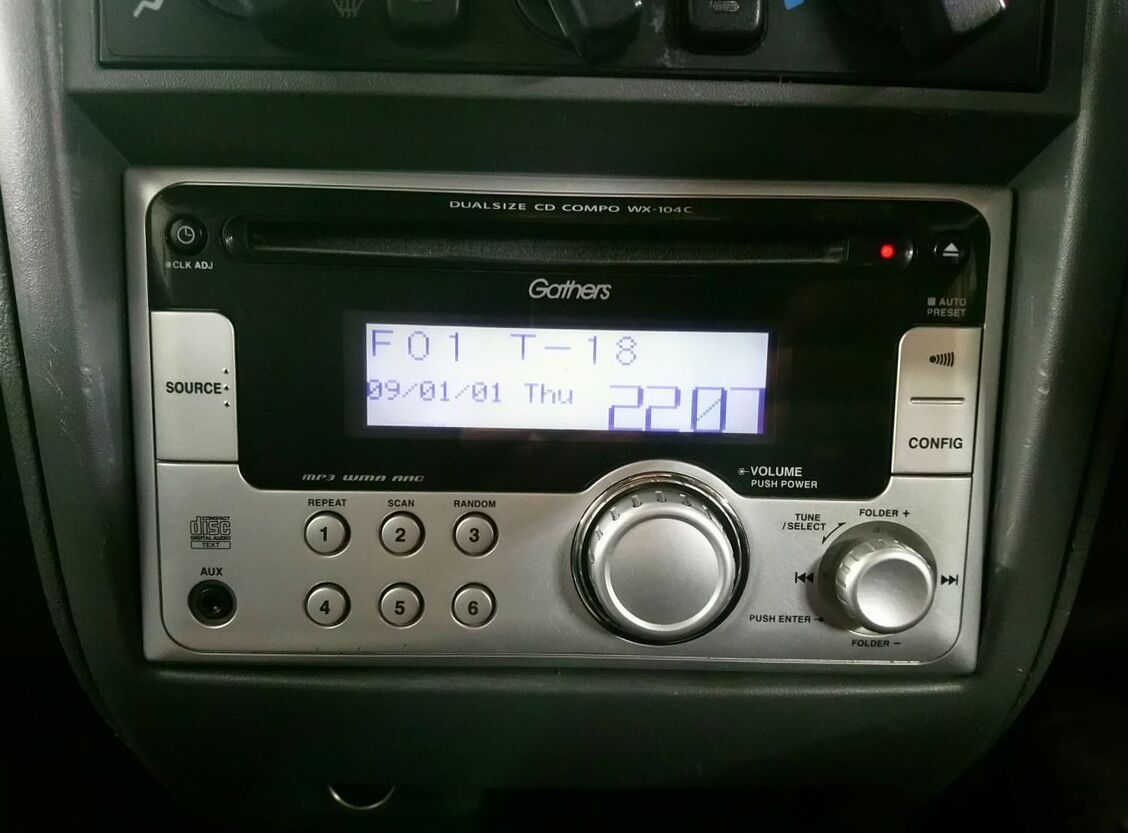 DUALSIZE CD COMPO WX-104C
CLK ADJ
Gathers
AUTO
PRESET
F01 T-18
09/01/01 Thu 2207
SOURCE
CONFIG
MP3 WMA AAC
VOLUME
PUSH POWER
REPEAT SCAN RANDOM
1 2 3
COMPACT
disc
DIGITAL AUDIO
TEXT
TUNE
/SELECT
FOLDER +
AUX
4 5 6
PUSH ENTER
FOLDER −